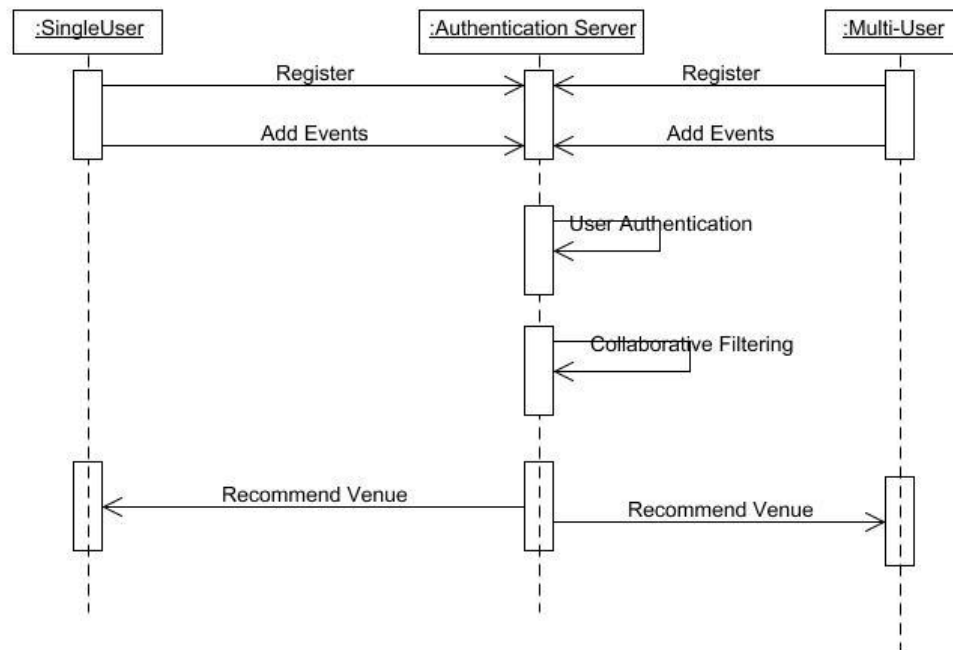 :SingleUser
:Authentication Server
:Multi-User
Register
Register
Add Events
Add Events
User Authentication
Collaborative Filtering
Recommend Venue
Recommend Venue